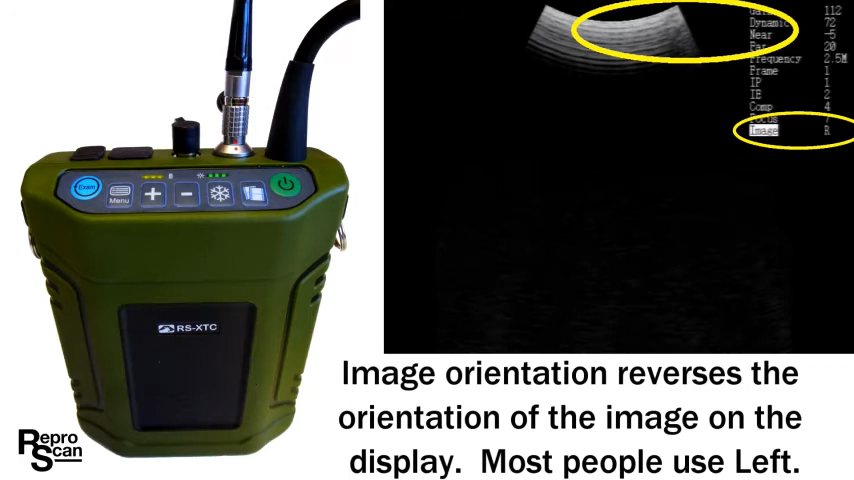 Exam
Menu
RS-XTC
Repro
Scan
112
Dynamic 72
Near -5
Far 20
Frequency 2.5M
Frame 1
IP 1
IE 2
Comp 4
Focus 7
Image R
Image orientation reverses the
orientation of the image on the
display. Most people use Left.